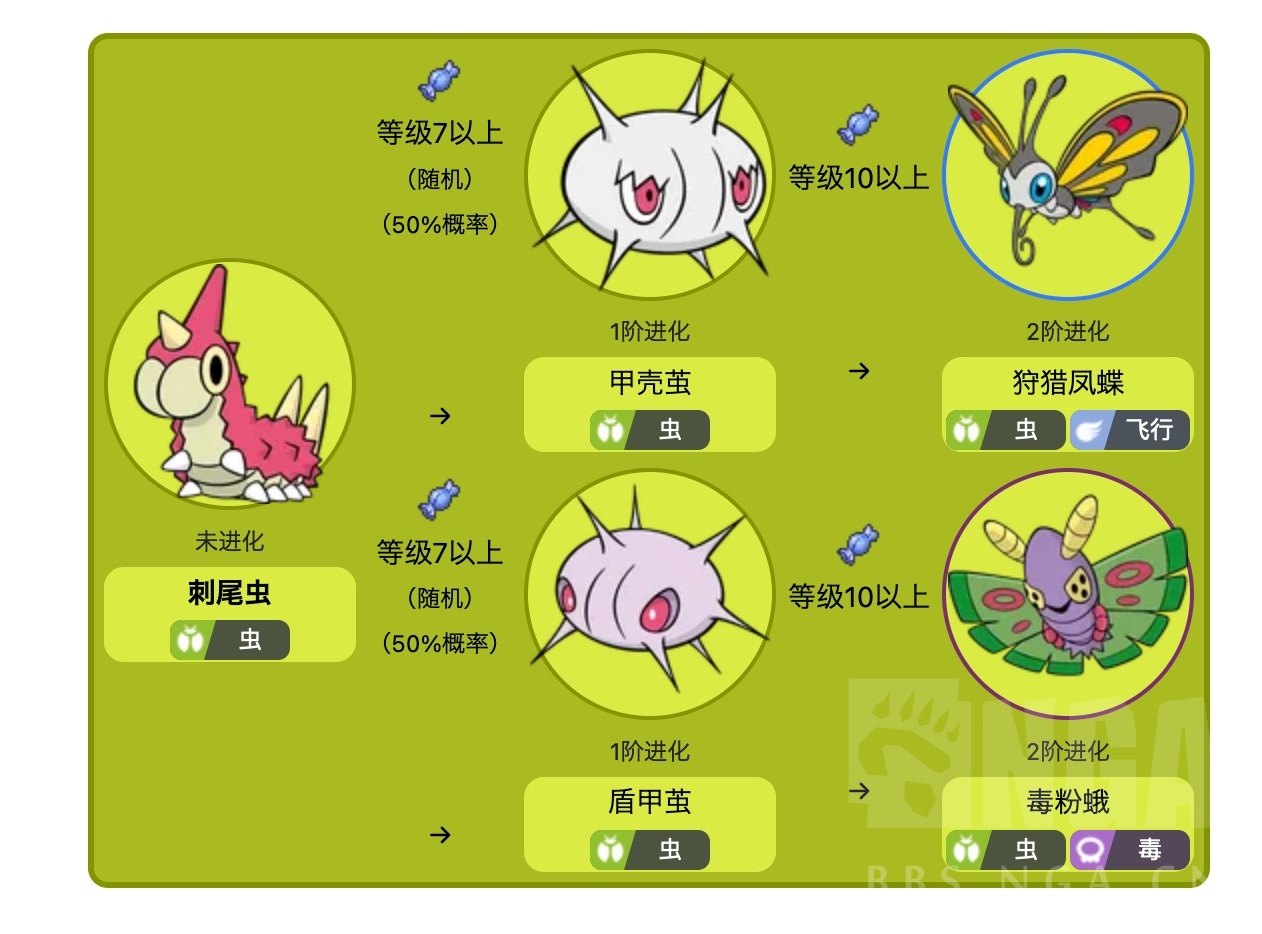 等级7以上
（随机）
（50%概率）
等级10以上
1阶进化
2阶进化
甲壳茧
→
狩猎凤蝶
虫
虫 飞行
→
未进化
刺尾虫
虫
等级7以上
（随机）
（50%概率）
等级10以上
1阶进化
2阶进化
盾甲茧
→
毒粉蛾
→
虫
虫 毒
NGA
BBS.NGA.CN